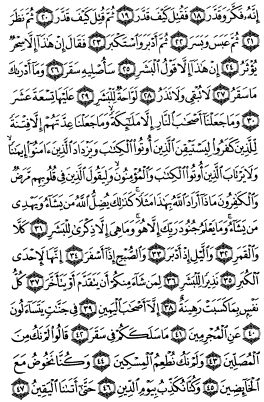 إِنَّهُۥ فَكَّرَ وَقَدَّرَ ١٨ فَقُتِلَ كَيْفَ قَدَّرَ ١٩ ثُمَّ قُتِلَ كَيْفَ قَدَّرَ ٢٠ ثُمَّ نَظَرَ
٢١ ثُمَّ عَبَسَ وَبَسَرَ ٢٢ ثُمَّ أَدْبَرَ وَٱسْتَكْبَرَ ٢٣ فَقَالَ إِنْ هَٰذَآ إِلَّا سِحْرٌ
يُؤْثَرُ ٢٤ إِنْ هَٰذَآ إِلَّا قَوْلُ ٱلْبَشَرِ ٢٥ سَأُصْلِيهِ سَقَرَ ٢٦ وَمَآ أَدْرَىٰكَ
مَا سَقَرُ ٢٧ لَا تُبْقِى وَلَا تَذَرُ ٢٨ لَوَّاحَةٌ لِّلْبَشَرِ ٢٩ عَلَيْهَا تِسْعَةَ عَشَرَ
٣٠ وَمَا جَعَلْنَآ أَصْحَٰبَ ٱلنَّارِ إِلَّا مَلَٰٓئِكَةً وَمَا جَعَلْنَا عِدَّتَهُمْ إِلَّا فِتْنَةً
لِّلَّذِينَ كَفَرُوا۟ لِيَسْتَيْقِنَ ٱلَّذِينَ أُوتُوا۟ ٱلْكِتَٰبَ وَيَزْدَادَ ٱلَّذِينَ ءَامَنُوٓا۟ إِيمَٰنًا
وَلَا يَرْتَابَ ٱلَّذِينَ أُوتُوا۟ ٱلْكِتَٰبَ وَٱلْمُؤْمِنُونَ وَلِيَقُولَ ٱلَّذِينَ فِى قُلُوبِهِم مَّرَضٌ
وَٱلْكَٰفِرُونَ مَاذَآ أَرَادَ ٱللَّهُ بِهَٰذَا مَثَلًا كَذَٰلِكَ يُضِلُّ ٱللَّهُ مَن يَشَآءُ وَيَهْدِى
مَن يَشَآءُ وَمَا يَعْلَمُ جُنُودَ رَبِّكَ إِلَّا هُوَ وَمَا هِىَ إِلَّا ذِكْرَىٰ لِلْبَشَرِ ٣١ كَلَّا
وَٱلْقَمَرِ ٣٢ وَٱلَّيْلِ إِذْ أَدْبَرَ ٣٣ وَٱلصُّبْحِ إِذَآ أَسْفَرَ ٣٤ إِنَّهَا لَإِحْدَى
ٱلْكُبَرِ ٣٥ نَذِيرًا لِّلْبَشَرِ ٣٦ لِمَن شَآءَ مِنكُمْ أَن يَتَقَدَّمَ أَوْ يَتَأَخَّرَ ٣٧ كُلُّ
نَفْسٍۭ بِمَا كَسَبَتْ رَهِينَةٌ ٣٨ إِلَّآ أَصْحَٰبَ ٱلْيَمِينِ ٣٩ فِى جَنَّٰتٍ يَتَسَآءَلُونَ
٤٠ عَنِ ٱلْمُجْرِمِينَ ٤١ مَا سَلَكَكُمْ فِى سَقَرَ ٤٢ قَالُوا۟ لَمْ نَكُ مِنَ
ٱلْمُصَلِّينَ ٤٣ وَلَمْ نَكُ نُطْعِمُ ٱلْمِسْكِينَ ٤٤ وَكُنَّا نَخُوضُ مَعَ
ٱلْخَآئِضِينَ ٤٥ وَكُنَّا نُكَذِّبُ بِيَوْمِ ٱلدِّينِ ٤٦ حَتَّىٰٓ أَتَىٰنَا ٱلْيَقِينُ ٤٧